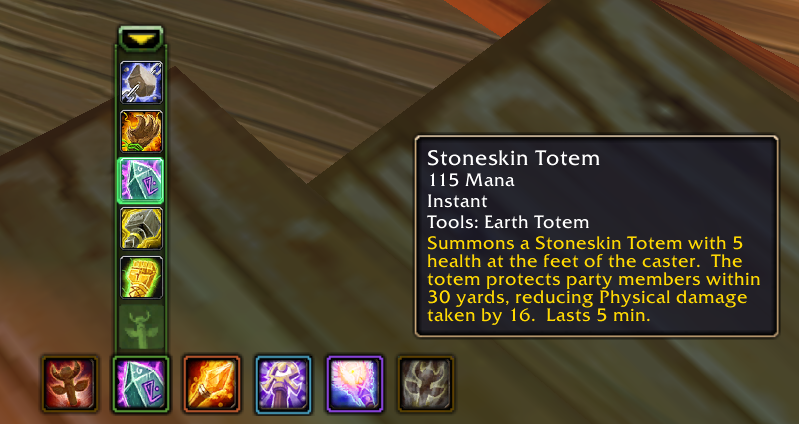 Stoneskin Totem
115 Mana
Instant
Tools: Earth Totem
Summons a Stoneskin Totem with 5
health at the feet of the caster.  The
totem protects party members within
30 yards, reducing Physical damage
taken by 16.  Lasts 5 min.